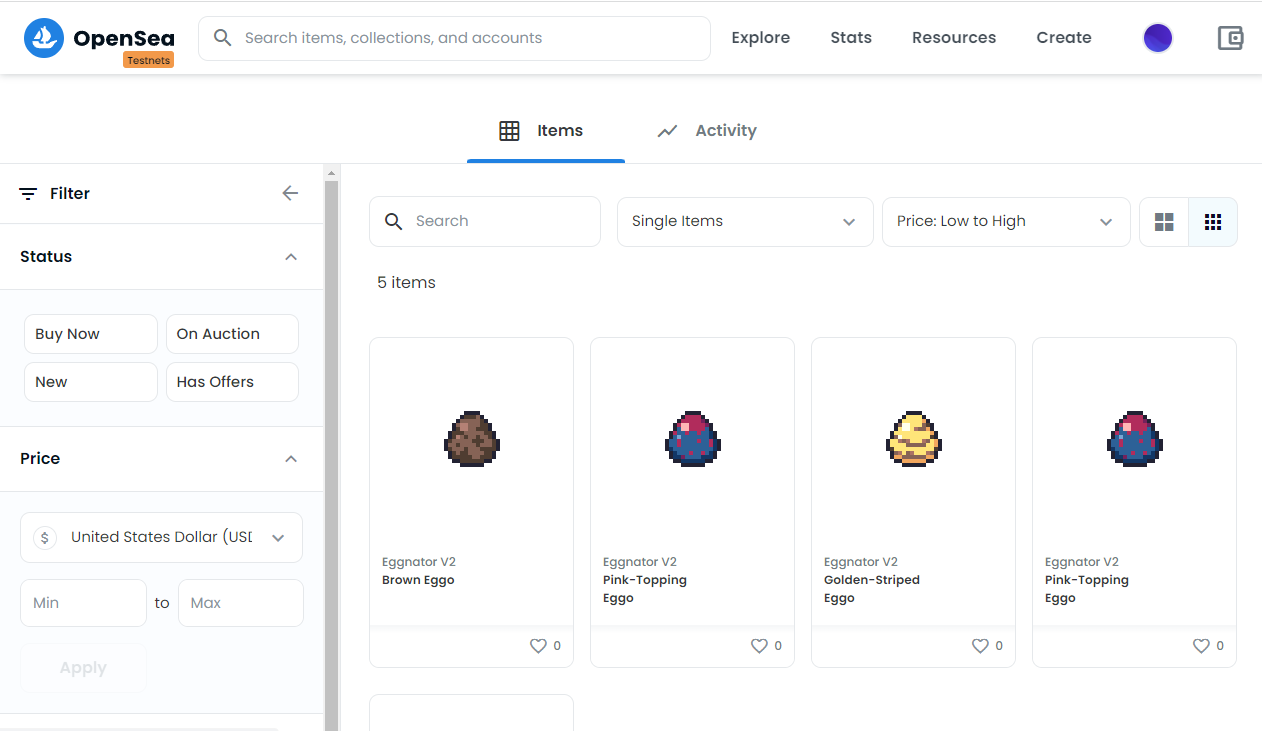 OpenSea
Testnets
Search items, collections, and accounts
Explore
Stats
Resources
Create
Items
Activity
Filter
Status
Buy Now
On Auction
New
Has Offers
Price
$
United States Dollar (USD
Min
to
Max
Apply
Search
Single Items
Price: Low to High
5 items
Eggnator V2
Brown Eggo
0
Eggnator V2
Pink-Topping
Eggo
0
Eggnator V2
Golden-Striped
Eggo
0
Eggnator V2
Pink-Topping
Eggo
0